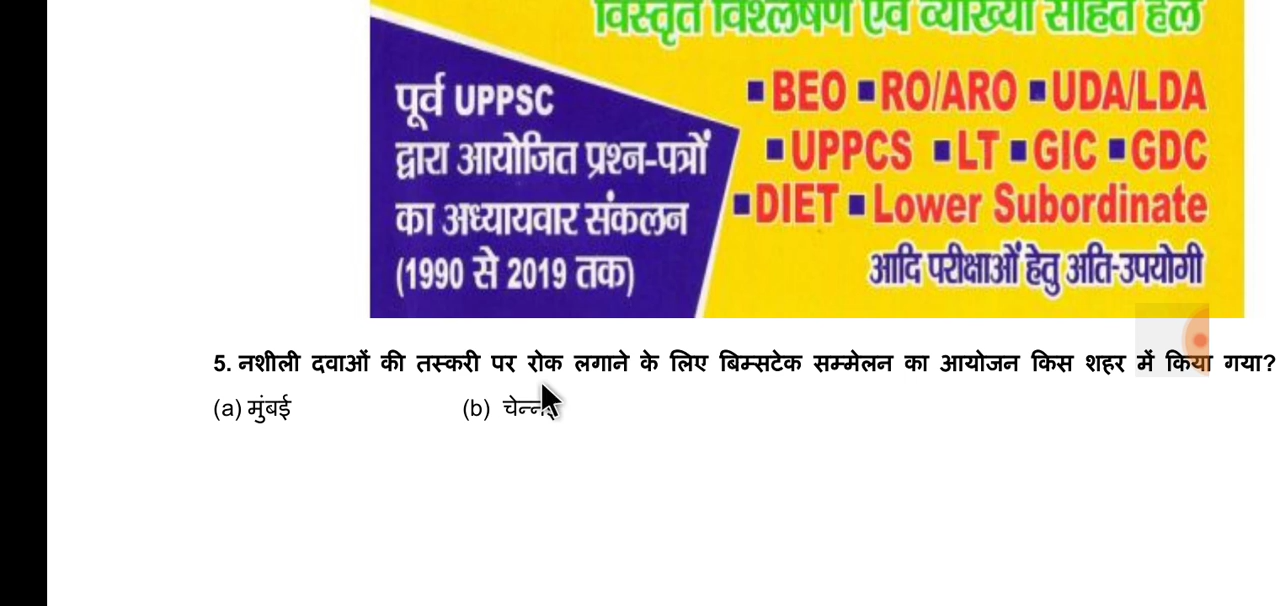 विस्तृत विश्लेषण एवं व्याख्या सहित हल
पूर्व UPPSC
द्वारा आयोजित प्रश्न-पत्रों
का अध्यायवार संकलन
(1990 से 2019 तक)
▪BEO ▪RO/ARO ▪UDA/LDA
▪UPPCS ▪LT ▪GIC ▪GDC
▪DIET ▪Lower Subordinate
आदि परीक्षाओं हेतु अति-उपयोगी
5. नशीली दवाओं की तस्करी पर रोक लगाने के लिए बिम्सटेक सम्मेलन का आयोजन किस शहर में किया गया?
(a) मुंबई (b) चेन्नई